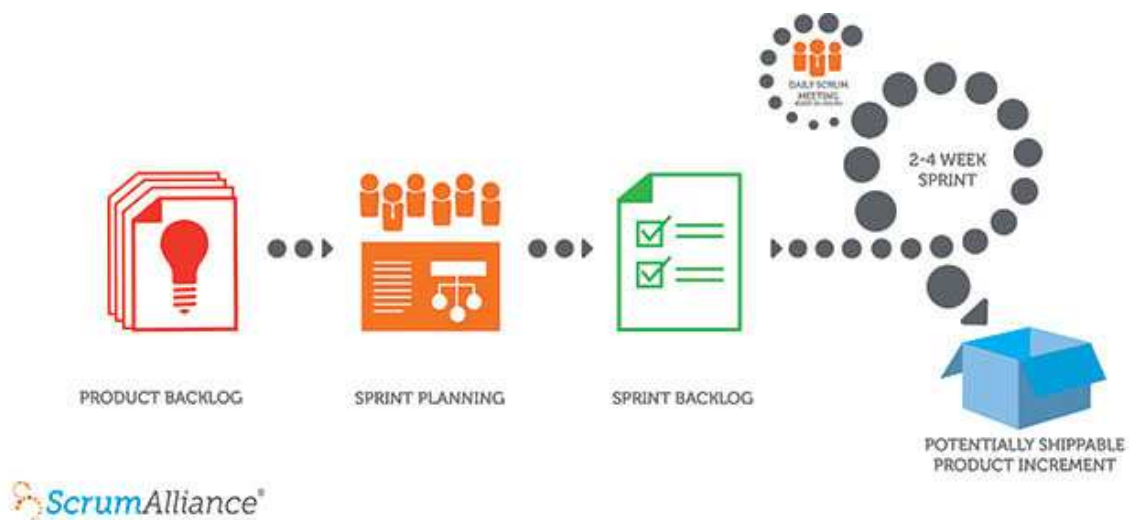 DAILY SCRUM
MEETING
2-4 WEEK
SPRINT
PRODUCT BACKLOG
SPRINT PLANNING
SPRINT BACKLOG
POTENTIALLY SHIPPABLE
PRODUCT INCREMENT
ScrumAlliance®